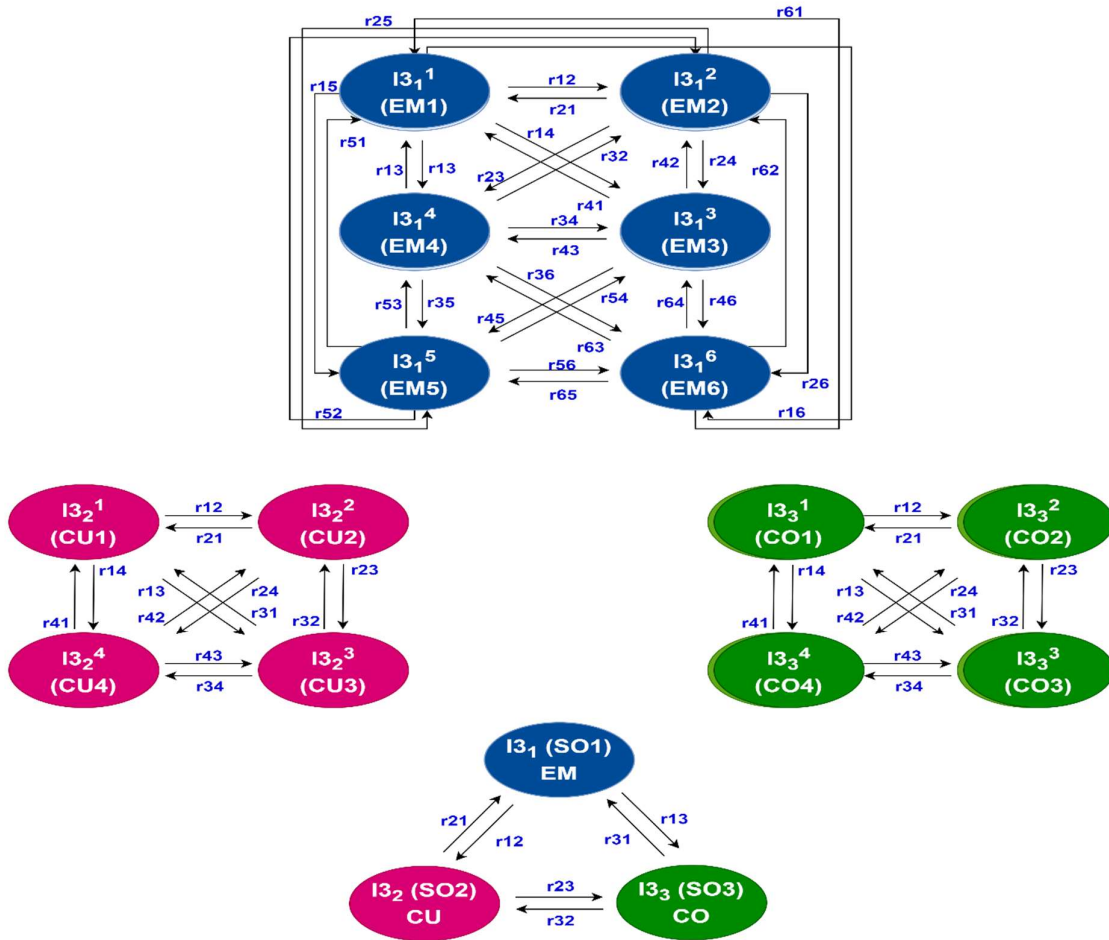 r25
r61
I3₁¹
(EM1)
r12
r21
I3₁²
(EM2)
r15
r51
r13
r13
r14
r32
r23
r41
r42
r24
r62
I3₁⁴
(EM4)
r34
r43
I3₁³
(EM3)
r53
r35
r36
r54
r45
r63
r64
r46
I3₁⁵
(EM5)
r56
r65
I3₁⁶
(EM6)
r26
r52
r16
I3₂¹
(CU1)
r12
r21
I3₂²
(CU2)
r14
r13
r24
r23
r41
r42
r31
r32
I3₂⁴
(CU4)
r43
r34
I3₂³
(CU3)
I3₃¹
(CO1)
r12
r21
I3₃²
(CO2)
r14
r13
r24
r23
r41
r42
r31
r32
I3₃⁴
(CO4)
r43
r34
I3₃³
(CO3)
I3₁ (SO1)
EM
r21
r12
r13
r31
I3₂ (SO2)
CU
r23
r32
I3₃ (SO3)
CO